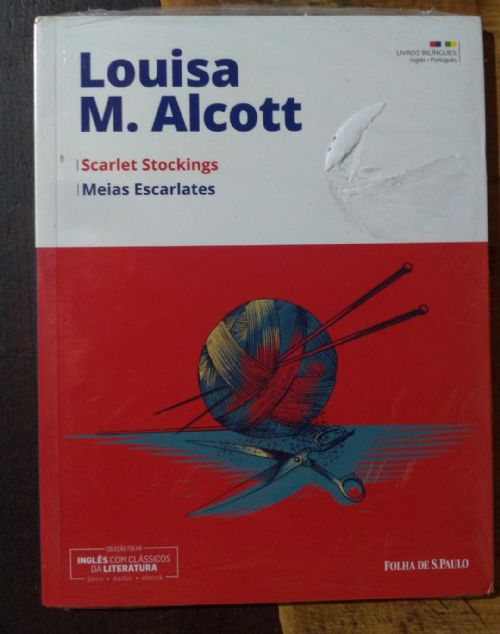 LIVROS BILÍNGUES
Inglês • Português
Louisa
M. Alcott
Scarlet Stockings
Meias Escarlates
COLEÇÃO FOLHA
INGLÊS COM CLÁSSICOS
DA LITERATURA
livro • áudio • ebook
FOLHA DE S.PAULO